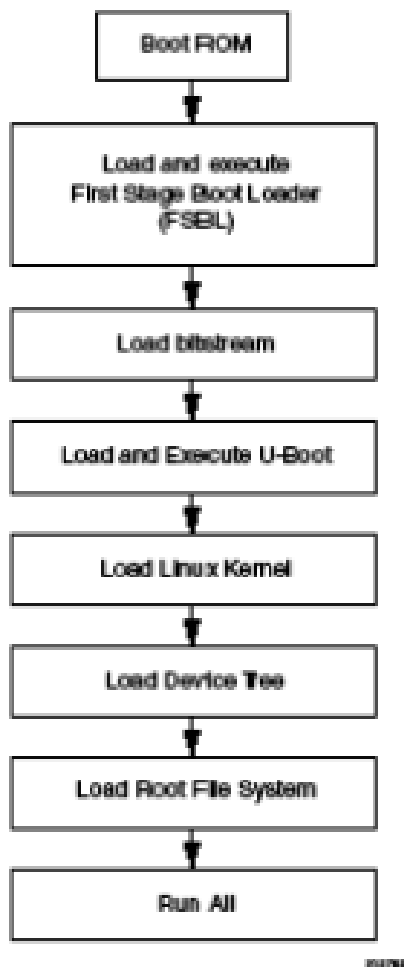 Boot ROM
Load and execute
First Stage Boot Loader
(FSBL)
Load bitstream
Load and Execute U-Boot
Load Linux Kernel
Load Device Tee
Load Root File System
Run All